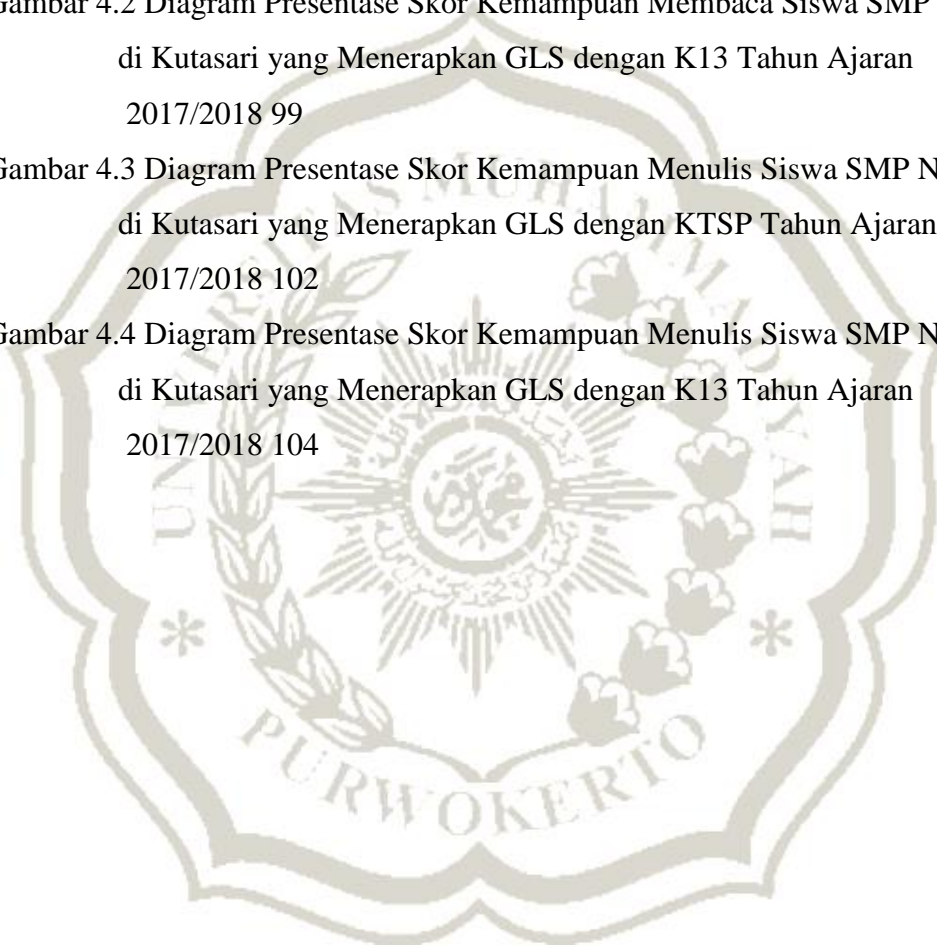 Gambar 4.2 Diagram Presentase Skor Kemampuan Membaca Siswa SMP
di Kutasari yang Menerapkan GLS dengan K13 Tahun Ajaran
2017/2018 99
Gambar 4.3 Diagram Presentase Skor Kemampuan Menulis Siswa SMP N
di Kutasari yang Menerapkan GLS dengan KTSP Tahun Ajaran
2017/2018 102
Gambar 4.4 Diagram Presentase Skor Kemampuan Menulis Siswa SMP N
di Kutasari yang Menerapkan GLS dengan K13 Tahun Ajaran
2017/2018 104
UNIVERSITAS MUHAMMADIYAH
PURWOKERTO